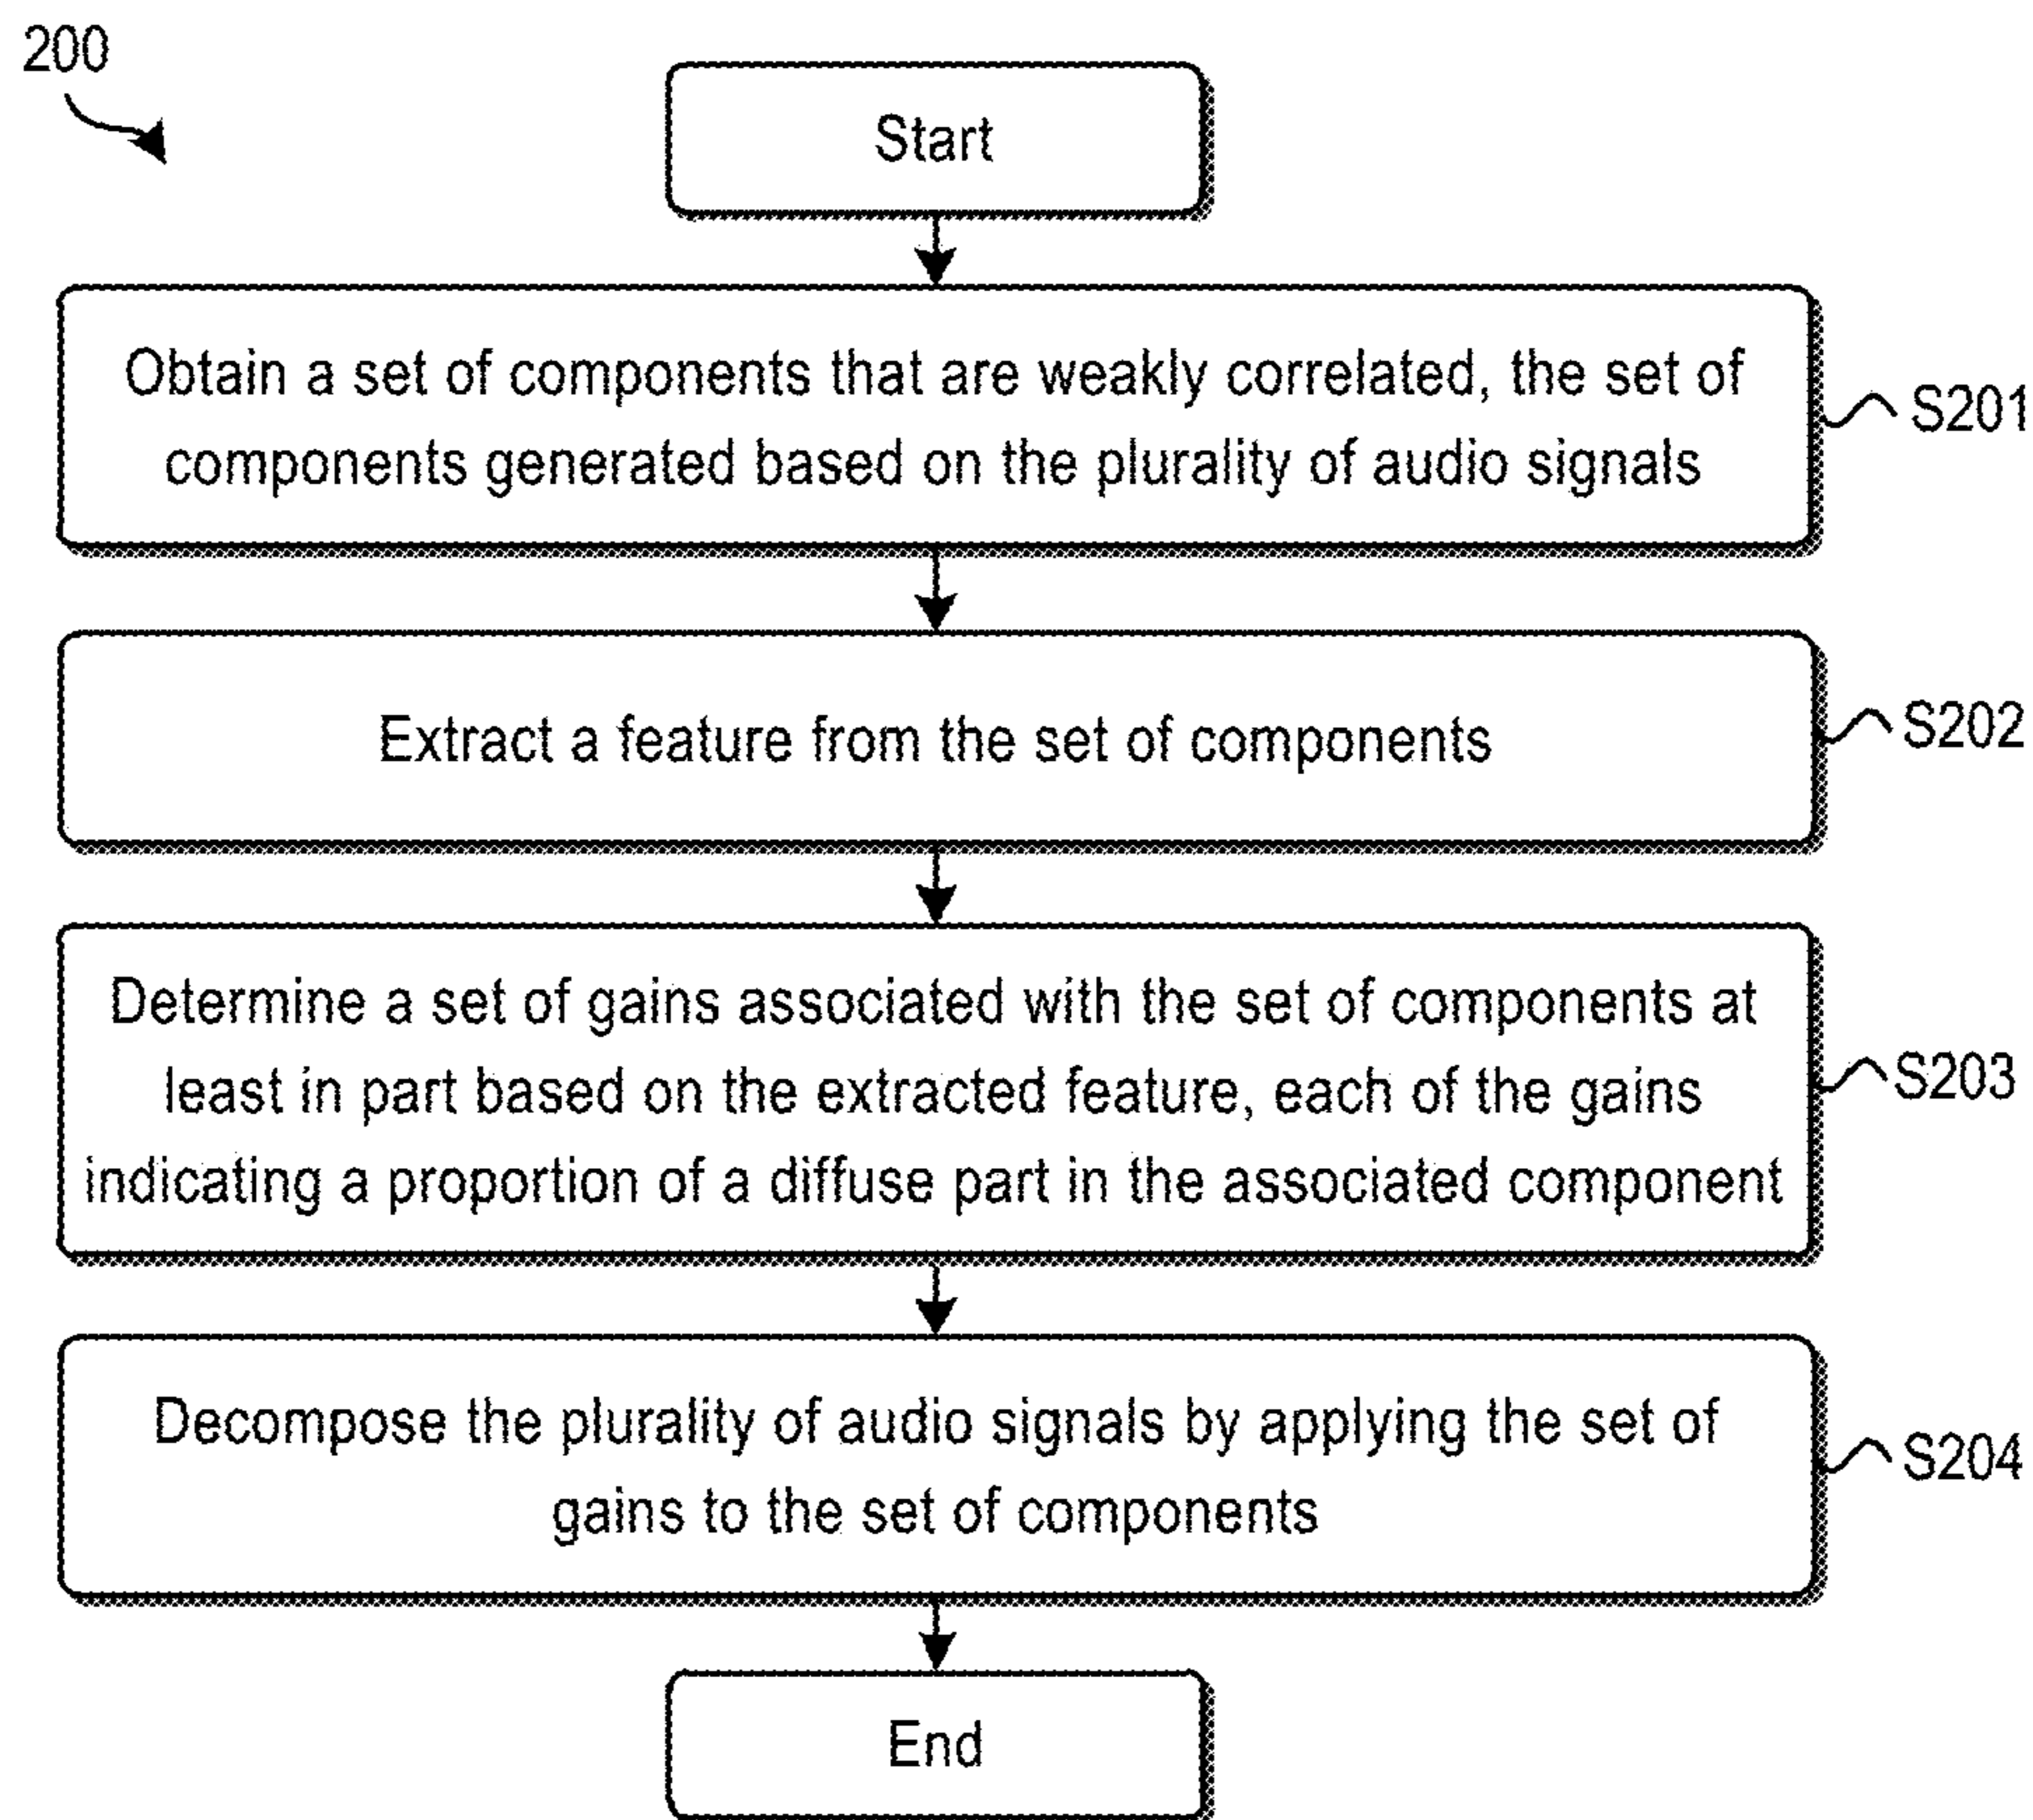 200
Start
Obtain a set of components that are weakly correlated, the set of
components generated based on the plurality of audio signals
S201
Extract a feature from the set of components
S202
Determine a set of gains associated with the set of components at
least in part based on the extracted feature, each of the gains
indicating a proportion of a diffuse part in the associated component
S203
Decompose the plurality of audio signals by applying the set of
gains to the set of components
S204
End